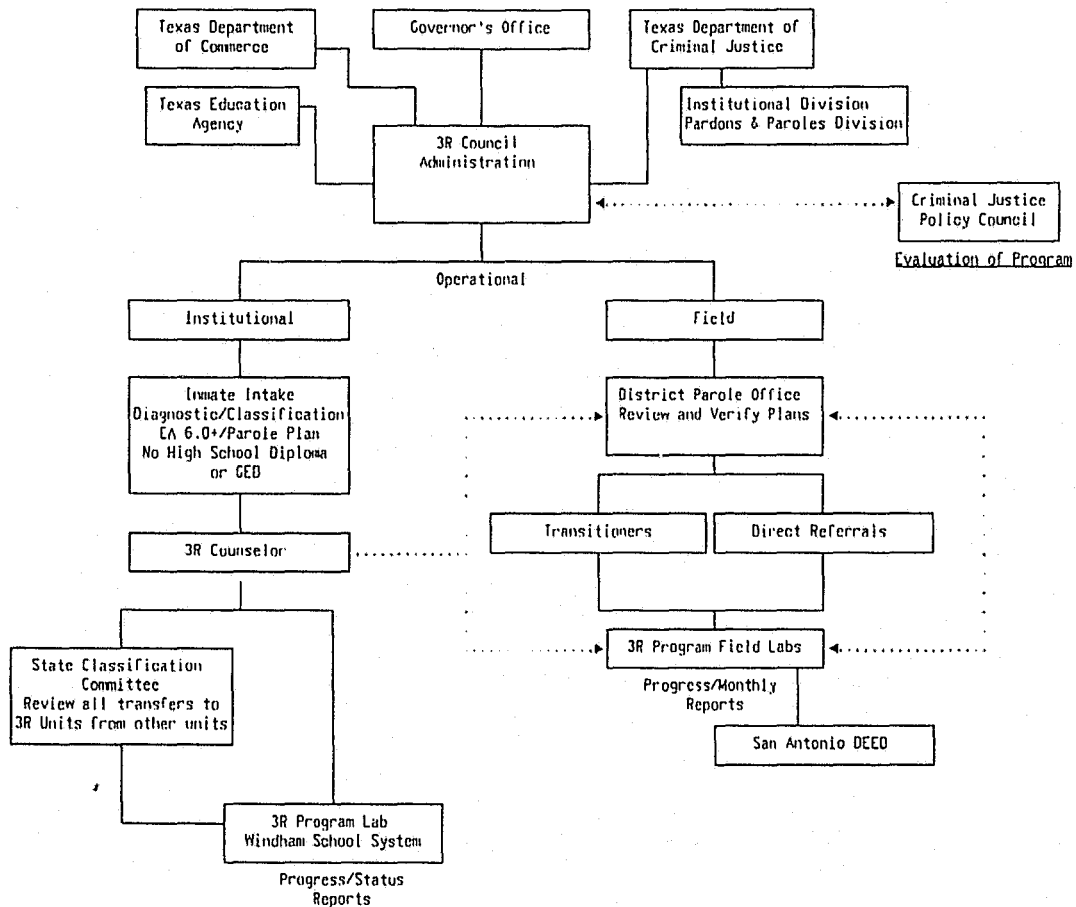 Texas Department
of Commerce
Governor's Office
Texas Department of
Criminal Justice
Texas Education
Agency
Institutional Division
Pardons & Paroles Division
3R Council
Administration
Criminal Justice
Policy Council
Evaluation of Program
Operational
Institutional
Field
Inmate Intake
Diagnostic/Classification
EA 6.0+/Parole Plan
No High School Diploma
or GED
District Parole Office
Review and Verify Plans
Transitioners
Direct Referrals
3R Counselor
3R Program Field Labs
State Classification
Committee
Review all transfers to
3R Units from other units
Progress/Monthly
Reports
San Antonio DEED
3R Program Lab
Windham School System
Progress/Status
Reports